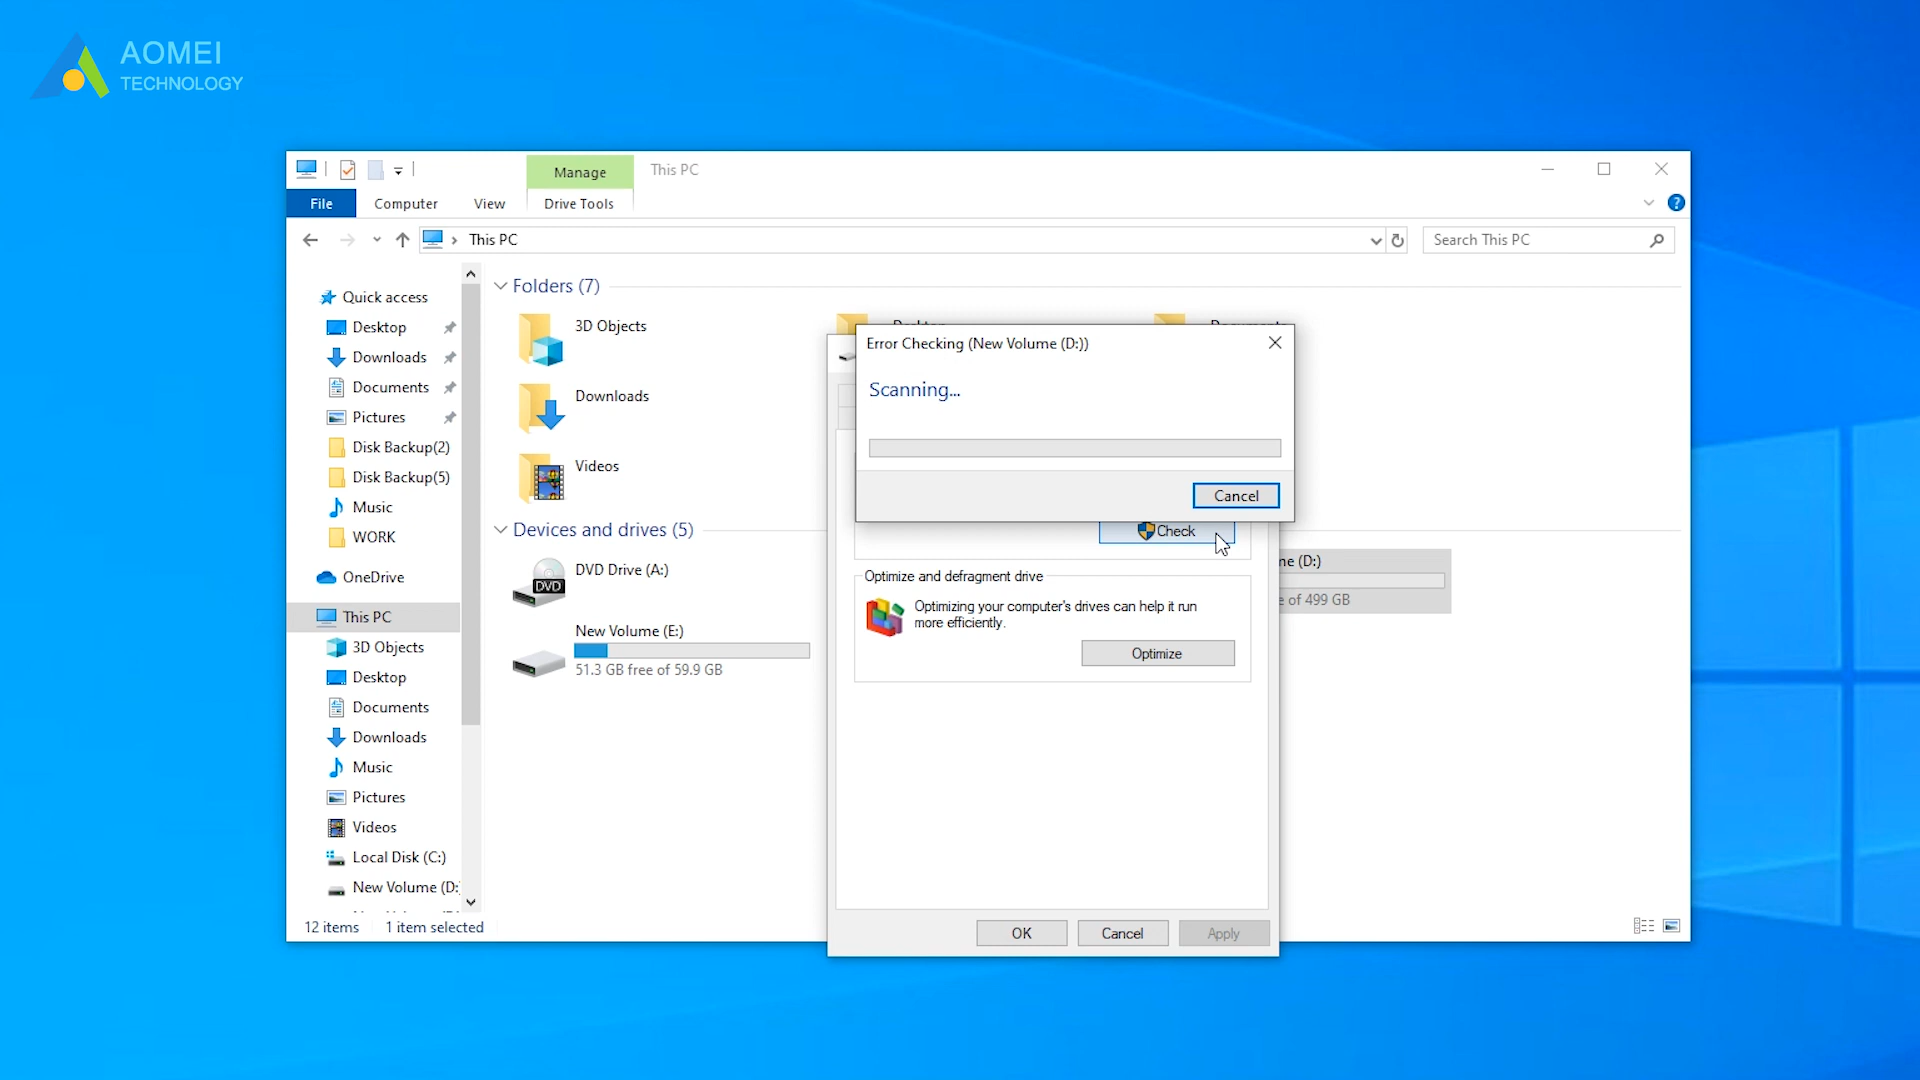 AOMEI
TECHNOLOGY
Manage
This PC
File
Computer
View
Drive Tools
This PC
Search This PC
Quick access
Desktop
Downloads
Documents
Pictures
Disk Backup(2)
Disk Backup(5)
Music
WORK
OneDrive
This PC
3D Objects
Desktop
Documents
Downloads
Music
Pictures
Videos
Local Disk (C:)
New Volume (D:
12 items
1 item selected
Folders (7)
3D Objects
Desktop
Documents
Downloads
Videos
Devices and drives (5)
DVD Drive (A:)
DVD
New Volume (E:)
51.3 GB free of 59.9 GB
ne (D:)
e of 499 GB
Error Checking (New Volume (D:))
Scanning...
Cancel
Check
Optimize and defragment drive
Optimizing your computer's drives can help it run
more efficiently.
Optimize
OK
Cancel
Apply